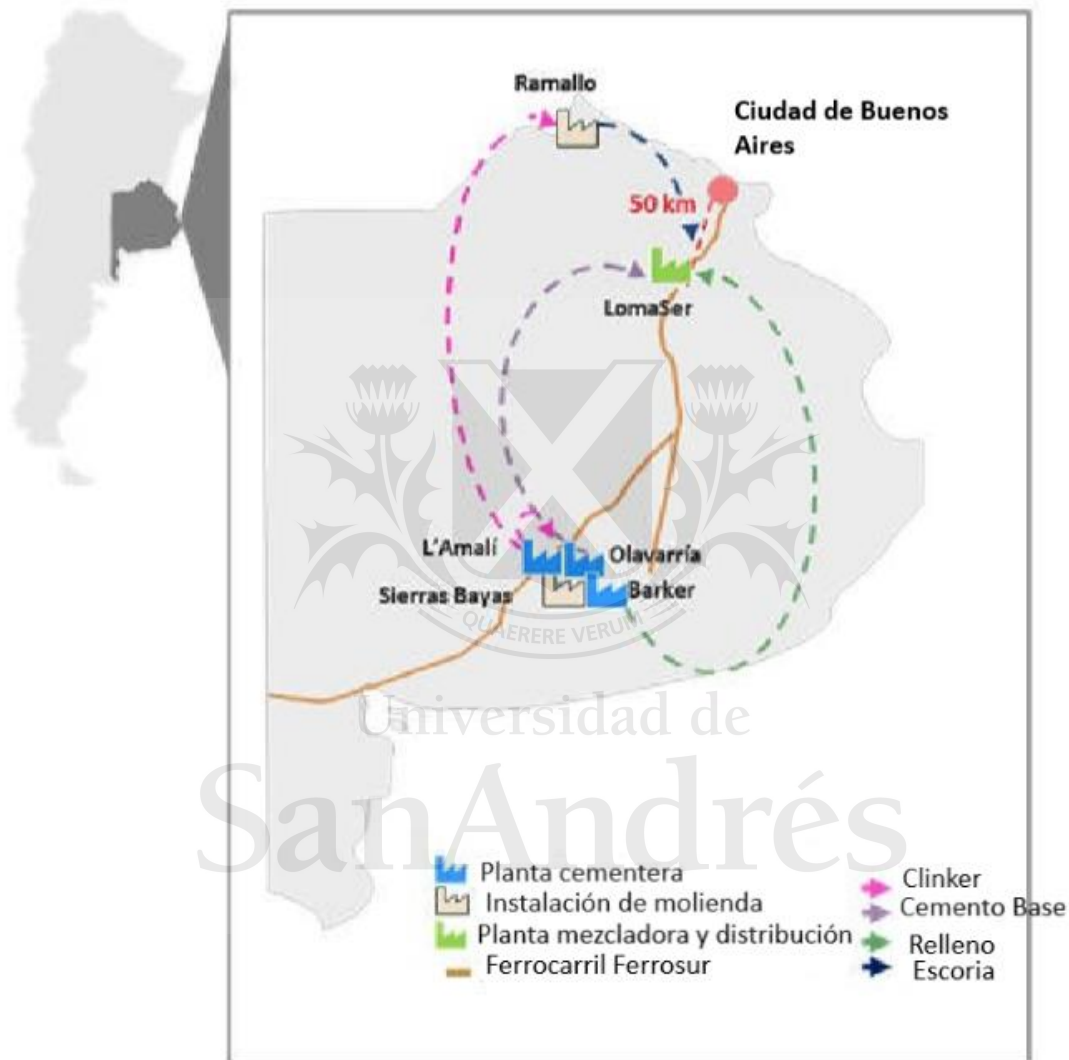 Ramallo
Ciudad de Buenos
Aires
50 km
LomaSer
L'Amalí
Olavarría
Sierras Bayas
Barker
QUAERERE VERUM
Universidad de
SanAndrés
Planta cementera
Instalación de molienda
Planta mezcladora y distribución
Ferrocarril Ferrosur
Clinker
Cemento Base
Relleno
Escoria